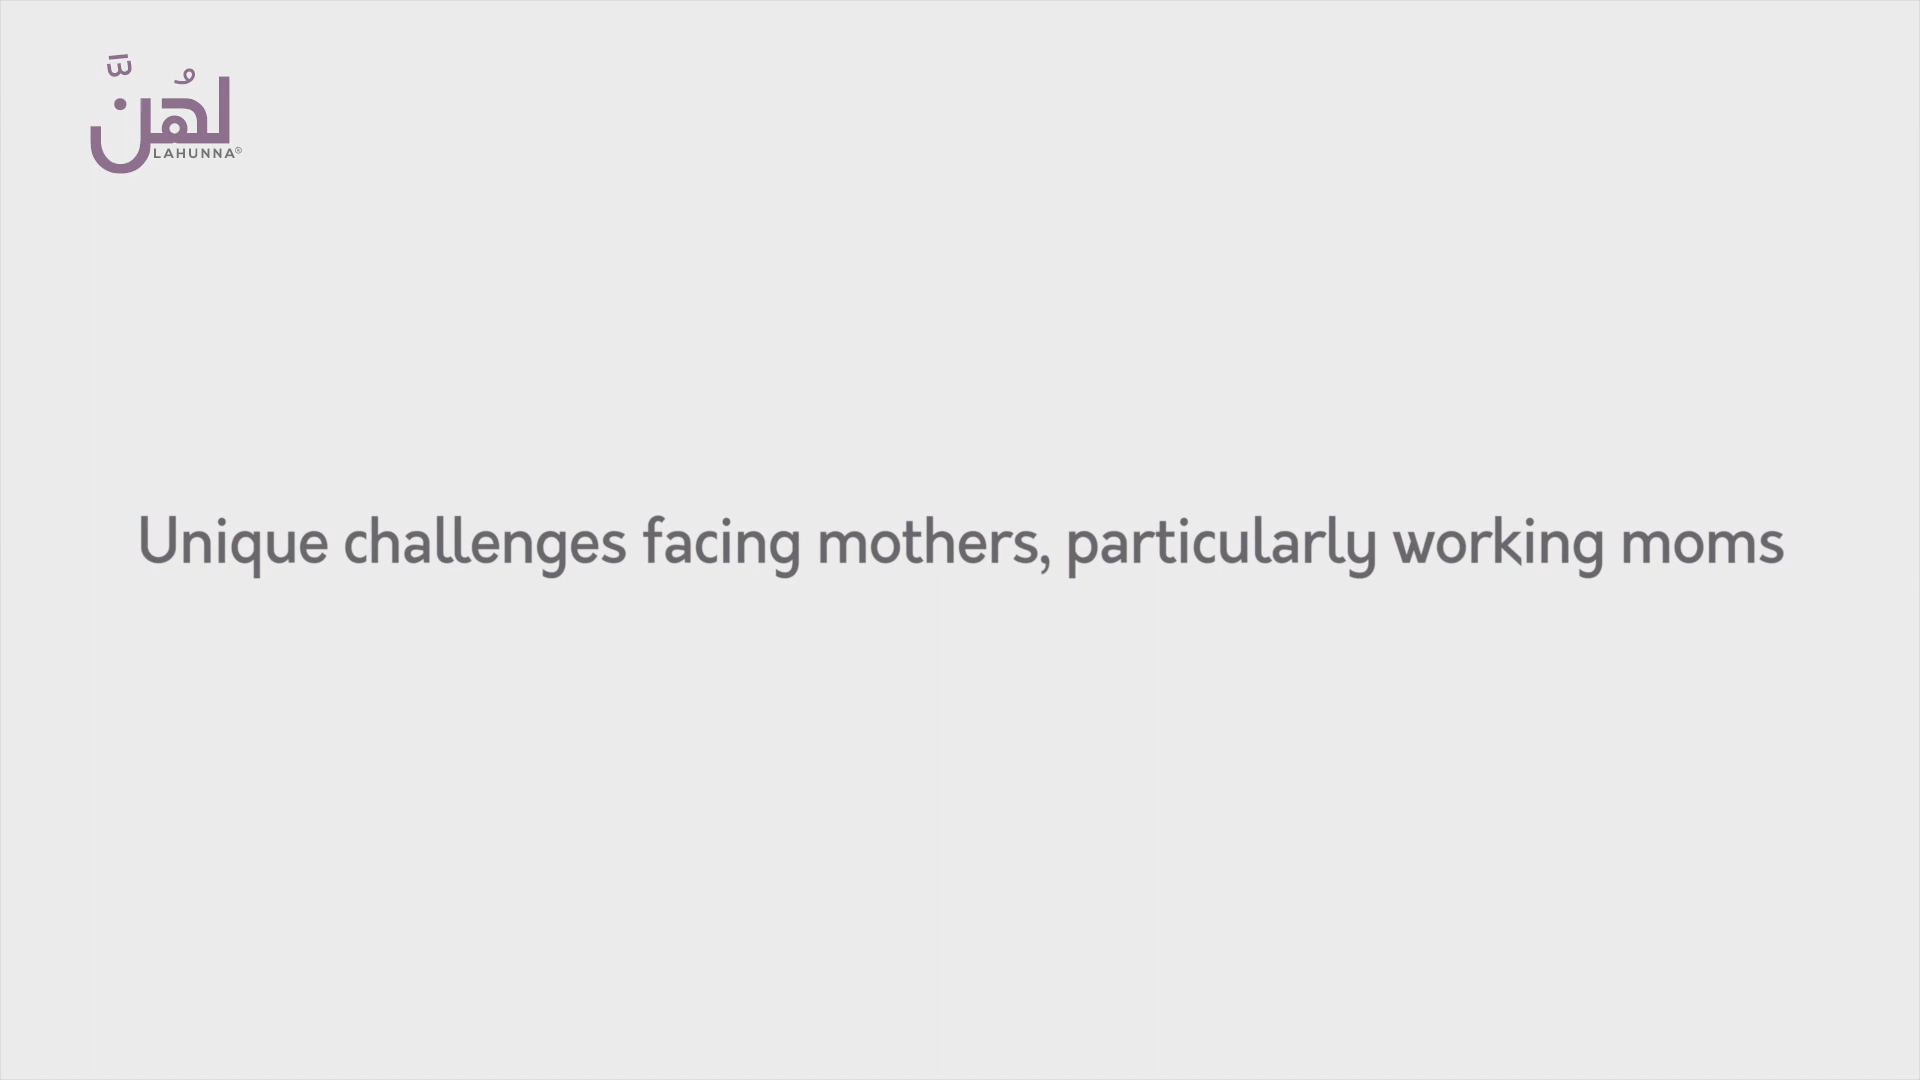 لهُنَّ
LAHUNNA®
Unique challenges facing mothers, particularly working moms